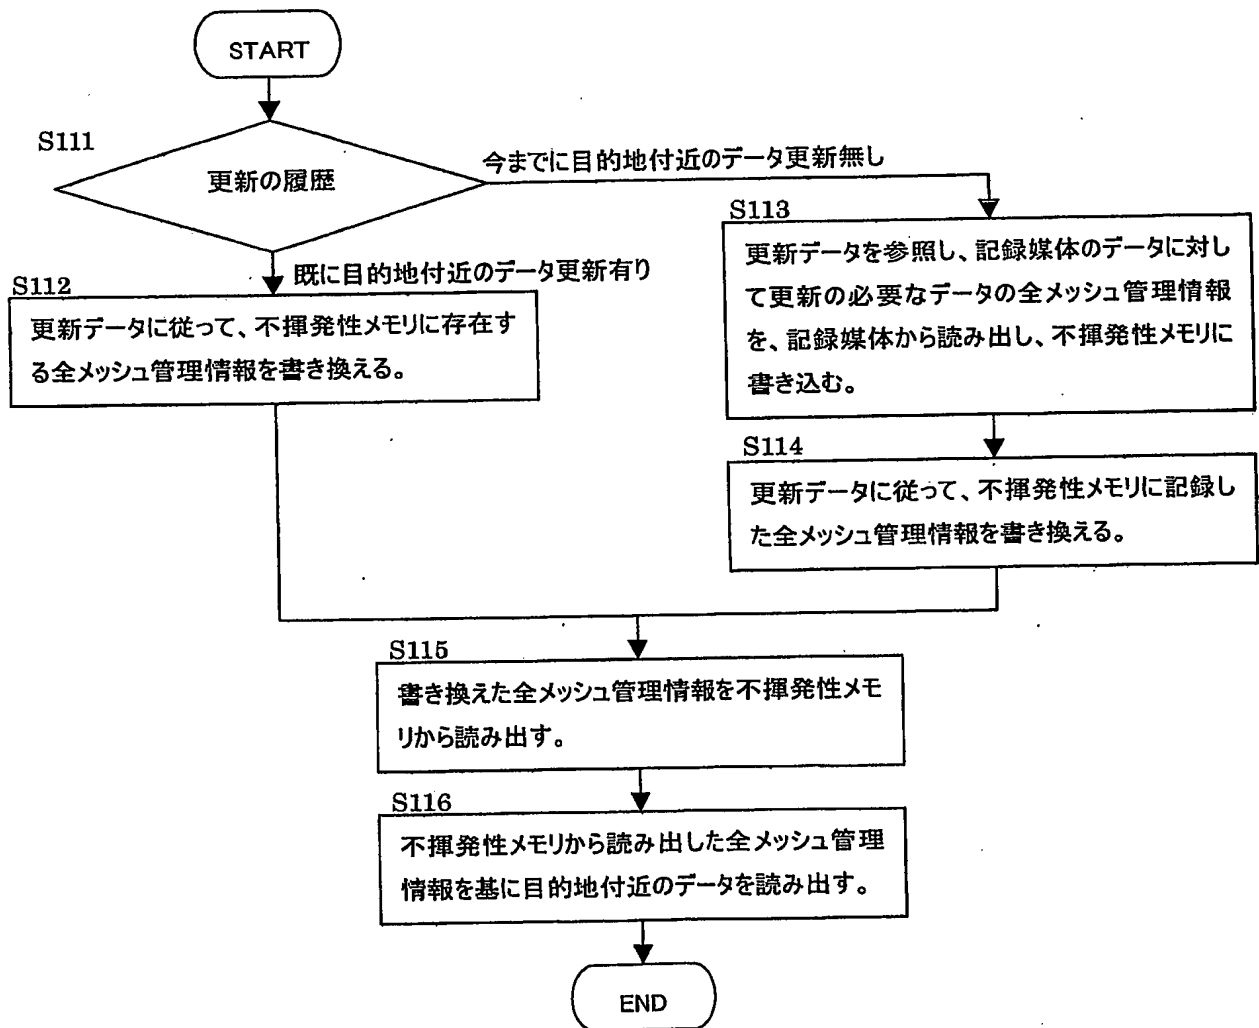 START
S111
更新の履歴
今までに目的地付近のデータ更新無し
既に目的地付近のデータ更新有り
S112
更新データに従って、不揮発性メモリに存在す
る全メッシュ管理情報を書き換える。
S113
更新データを参照し、記録媒体のデータに対し
て更新の必要なデータの全メッシュ管理情報
を、記録媒体から読み出し、不揮発性メモリに
書き込む。
S114
更新データに従って、不揮発性メモリに記録し
た全メッシュ管理情報を書き換える。
S115
書き換えた全メッシュ管理情報を不揮発性メモ
リから読み出す。
S116
不揮発性メモリから読み出した全メッシュ管理
情報を基に目的地付近のデータを読み出す。
END